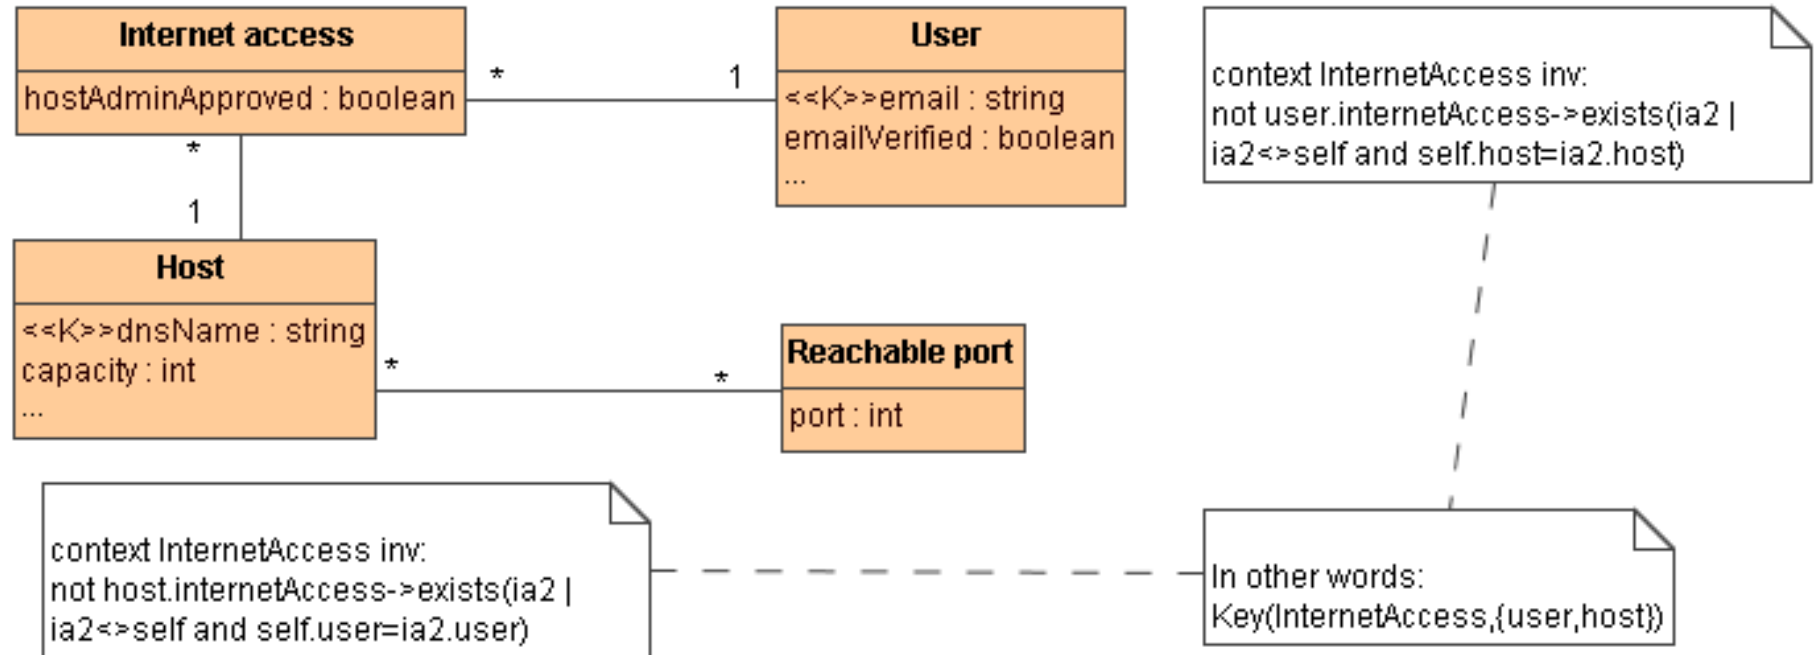 Internet access
hostAdminApproved : boolean
*
1
User
<<K>>email : string
emailVerified : boolean
...
context InternetAccess inv:
not user.internetAccess->exists(ia2 |
ia2<>self and self.host=ia2.host)
*
1
Host
<<K>>dnsName : string
capacity : int
...
*
*
Reachable port
port : int
context InternetAccess inv:
not host.internetAccess->exists(ia2 |
ia2<>self and self.user=ia2.user)
In other words:
Key(InternetAccess,{user,host})